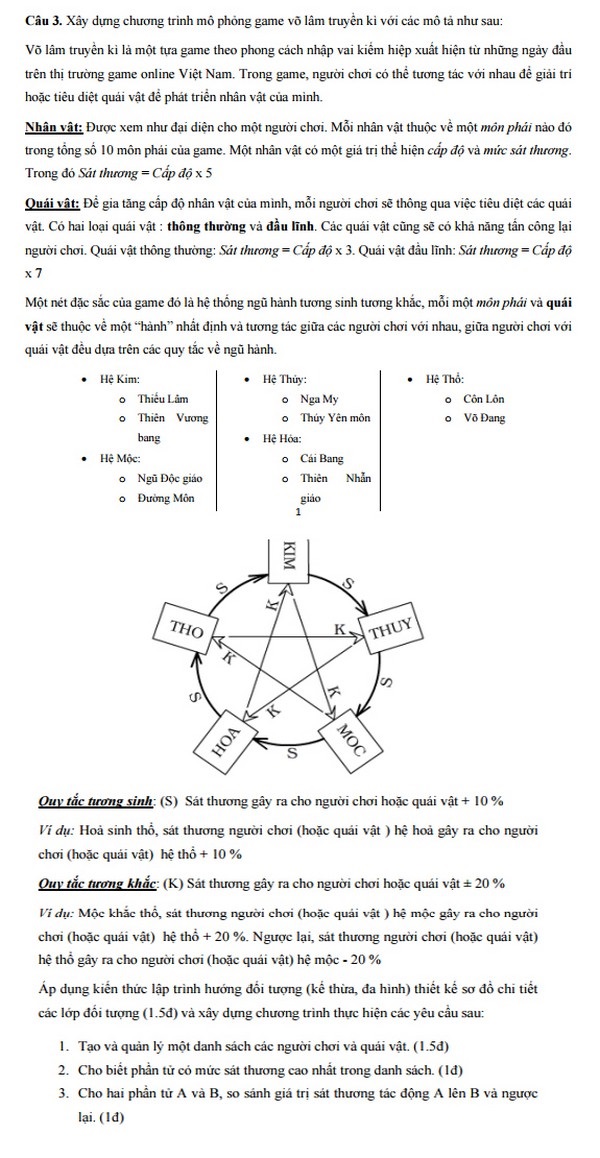 Câu 3. Xây dựng chương trình mô phỏng game võ lâm truyền kì với các mô tả như sau:
Võ lâm truyền kì là một tựa game theo phong cách nhập vai kiếm hiệp xuất hiện từ những ngày đầu
trên thị trường game online Việt Nam. Trong game, người chơi có thể tương tác với nhau để giải trí
hoặc tiêu diệt quái vật để phát triển nhân vật của mình.
Nhân vật: Được xem như đại diện cho một người chơi. Mỗi nhân vật thuộc về một môn phái nào đó
trong tổng số 10 môn phái của game. Một nhân vật có một giá trị thể hiện cấp độ và mức sát thương.
Trong đó Sát thương = Cấp độ x 5
Quái vật: Để gia tăng cấp độ nhân vật của mình, mỗi người chơi sẽ thông qua việc tiêu diệt các quái
vật. Có hai loại quái vật : thông thường và đầu lĩnh. Các quái vật cũng sẽ có khả năng tấn công lại
người chơi. Quái vật thông thường: Sát thương = Cấp độ x 3. Quái vật đầu lĩnh: Sát thương = Cấp độ
x 7
Một nét đặc sắc của game đó là hệ thống ngũ hành tương sinh tương khắc, mỗi một môn phái và quái
vật sẽ thuộc về một “hành” nhất định và tương tác giữa các người chơi với nhau, giữa người chơi với
quái vật đều dựa trên các quy tắc về ngũ hành.
• Hệ Kim:
o Thiếu Lâm
o Thiên Vương
bang
• Hệ Mộc:
o Ngũ Độc giáo
o Đường Môn
• Hệ Thủy:
o Nga My
o Thúy Yên môn
• Hệ Hỏa:
o Cái Bang
o Thiên Nhẫn
giáo
• Hệ Thổ:
o Côn Lôn
o Võ Đang
1
KIM
S
S
K
THO
K
THUY
K
S
K
S
K
HOA
MOC
S
Quy tắc tương sinh: (S) Sát thương gây ra cho người chơi hoặc quái vật + 10 %
Ví dụ: Hoả sinh thổ, sát thương người chơi (hoặc quái vật ) hệ hoả gây ra cho người
chơi (hoặc quái vật) hệ thổ + 10 %
Quy tắc tương khắc: (K) Sát thương gây ra cho người chơi hoặc quái vật ± 20 %
Ví dụ: Mộc khắc thổ, sát thương người chơi (hoặc quái vật ) hệ mộc gây ra cho người
chơi (hoặc quái vật) hệ thổ + 20 %. Ngược lại, sát thương người chơi (hoặc quái vật)
hệ thổ gây ra cho người chơi (hoặc quái vật) hệ mộc - 20 %
Áp dụng kiến thức lập trình hướng đối tượng (kế thừa, đa hình) thiết kế sơ đồ chi tiết
các lớp đối tượng (1.5đ) và xây dựng chương trình thực hiện các yêu cầu sau:
1. Tạo và quản lý một danh sách các người chơi và quái vật. (1.5đ)
2. Cho biết phần tử có mức sát thương cao nhất trong danh sách. (1đ)
3. Cho hai phần tử A và B, so sánh giá trị sát thương tác động A lên B và ngược
lại. (1đ)